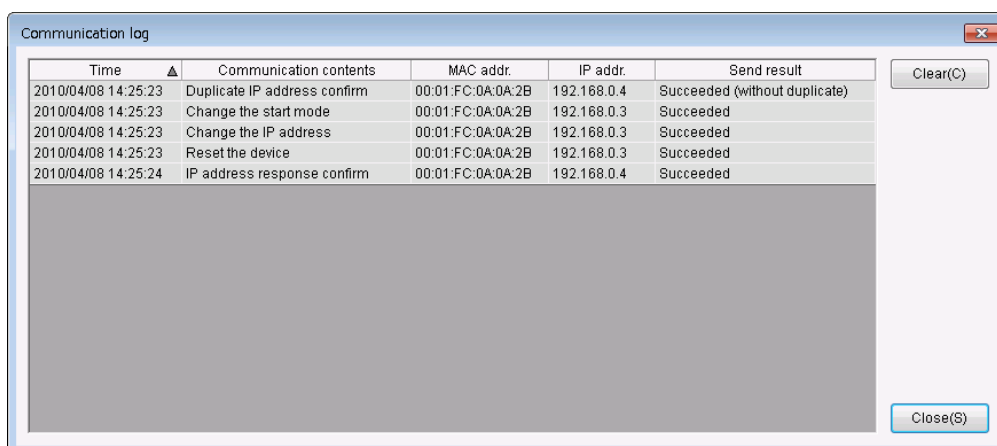 Communication log
Time Communication contents MAC addr. IP addr. Send result
2010/04/08 14:25:23 Duplicate IP address confirm 00:01:FC:0A:0A:2B 192.168.0.4 Succeeded (without duplicate)
2010/04/08 14:25:23 Change the start mode 00:01:FC:0A:0A:2B 192.168.0.3 Succeeded
2010/04/08 14:25:23 Change the IP address 00:01:FC:0A:0A:2B 192.168.0.3 Succeeded
2010/04/08 14:25:23 Reset the device 00:01:FC:0A:0A:2B 192.168.0.3 Succeeded
2010/04/08 14:25:24 IP address response confirm 00:01:FC:0A:0A:2B 192.168.0.4 Succeeded
Clear(C)
Close(S)